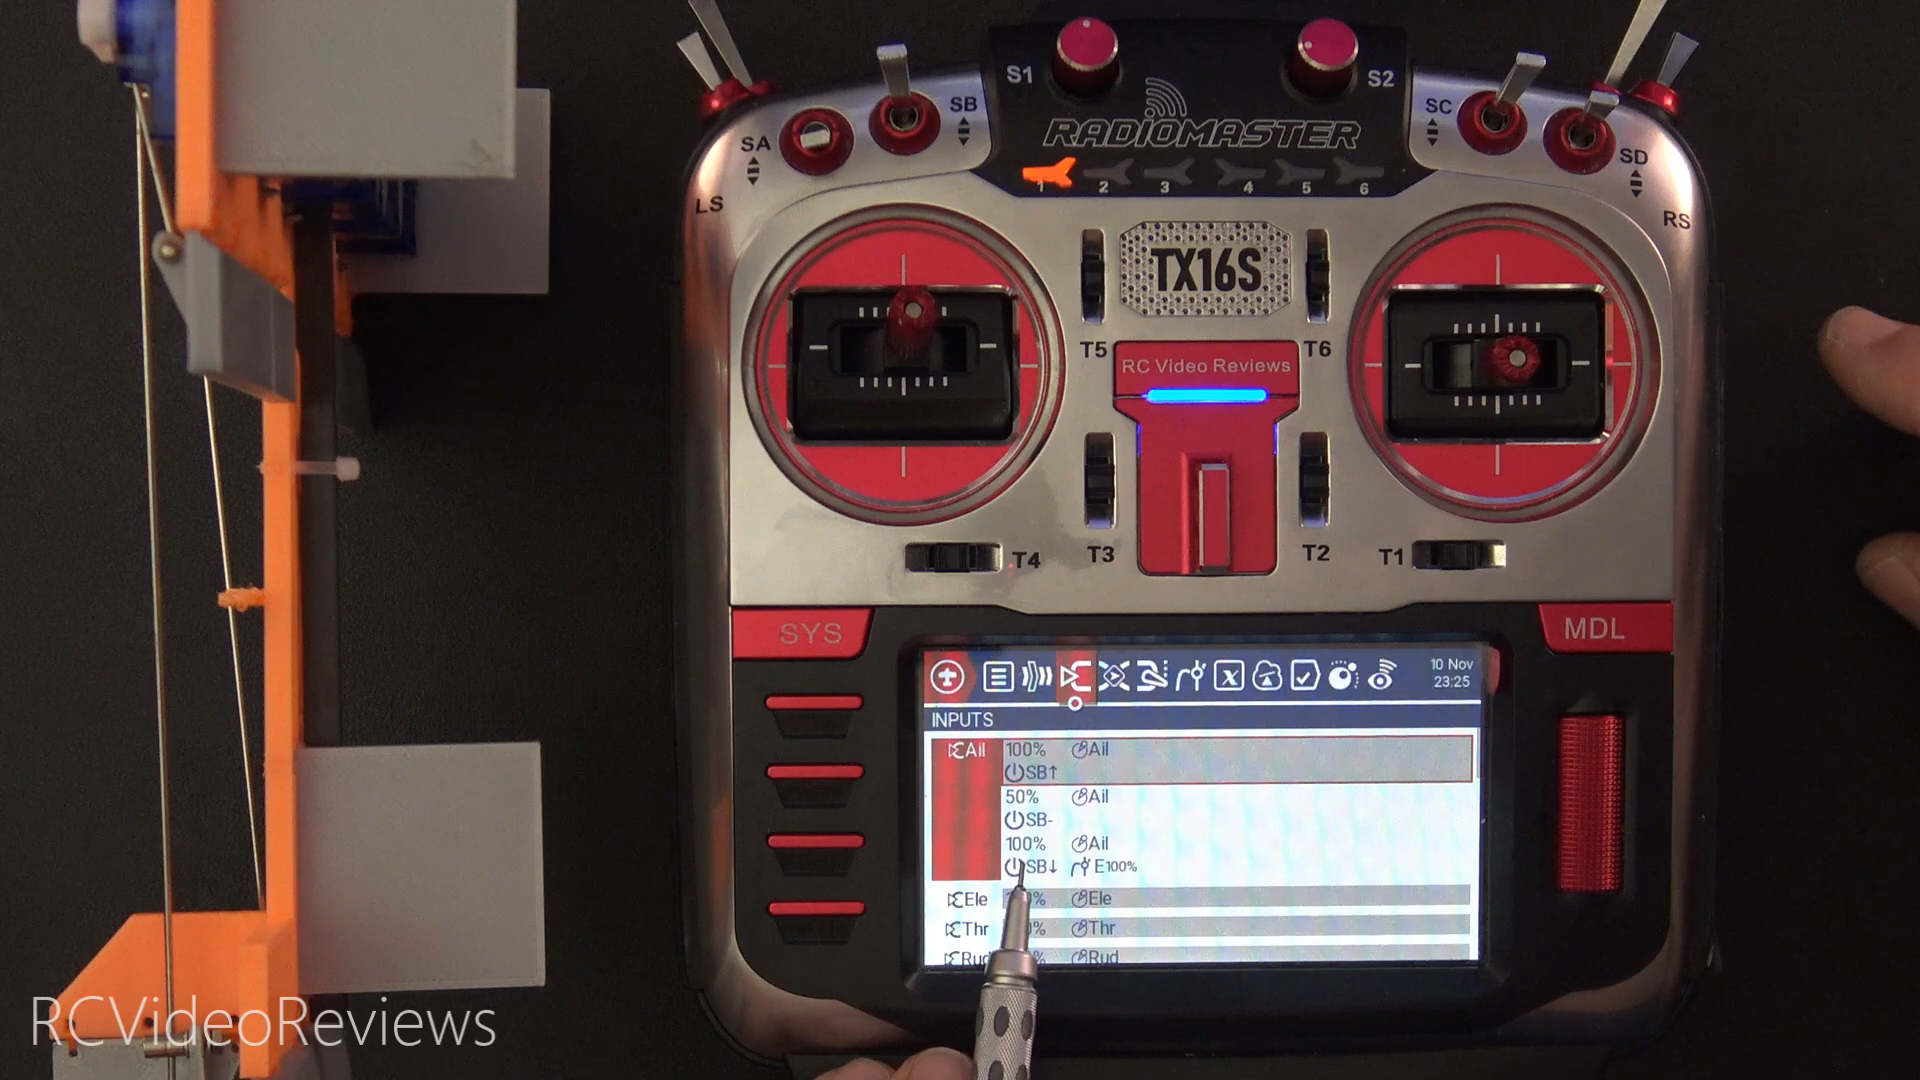 S1
S2
SB
SC
RADIOMASTER
SA
SD
1 2 3 4 5 6
LS
RS
TX16S
T5
T6
RC Video Reviews
T4
T3
T2
T1
SYS
MDL
10 Nov
23:25
INPUTS
Ail 100% Ail
SB↑
50% Ail
SB-
100% Ail
SB↓ E100%
Ele Ele
Thr Thr
Rud Rud
RCVideoReviews